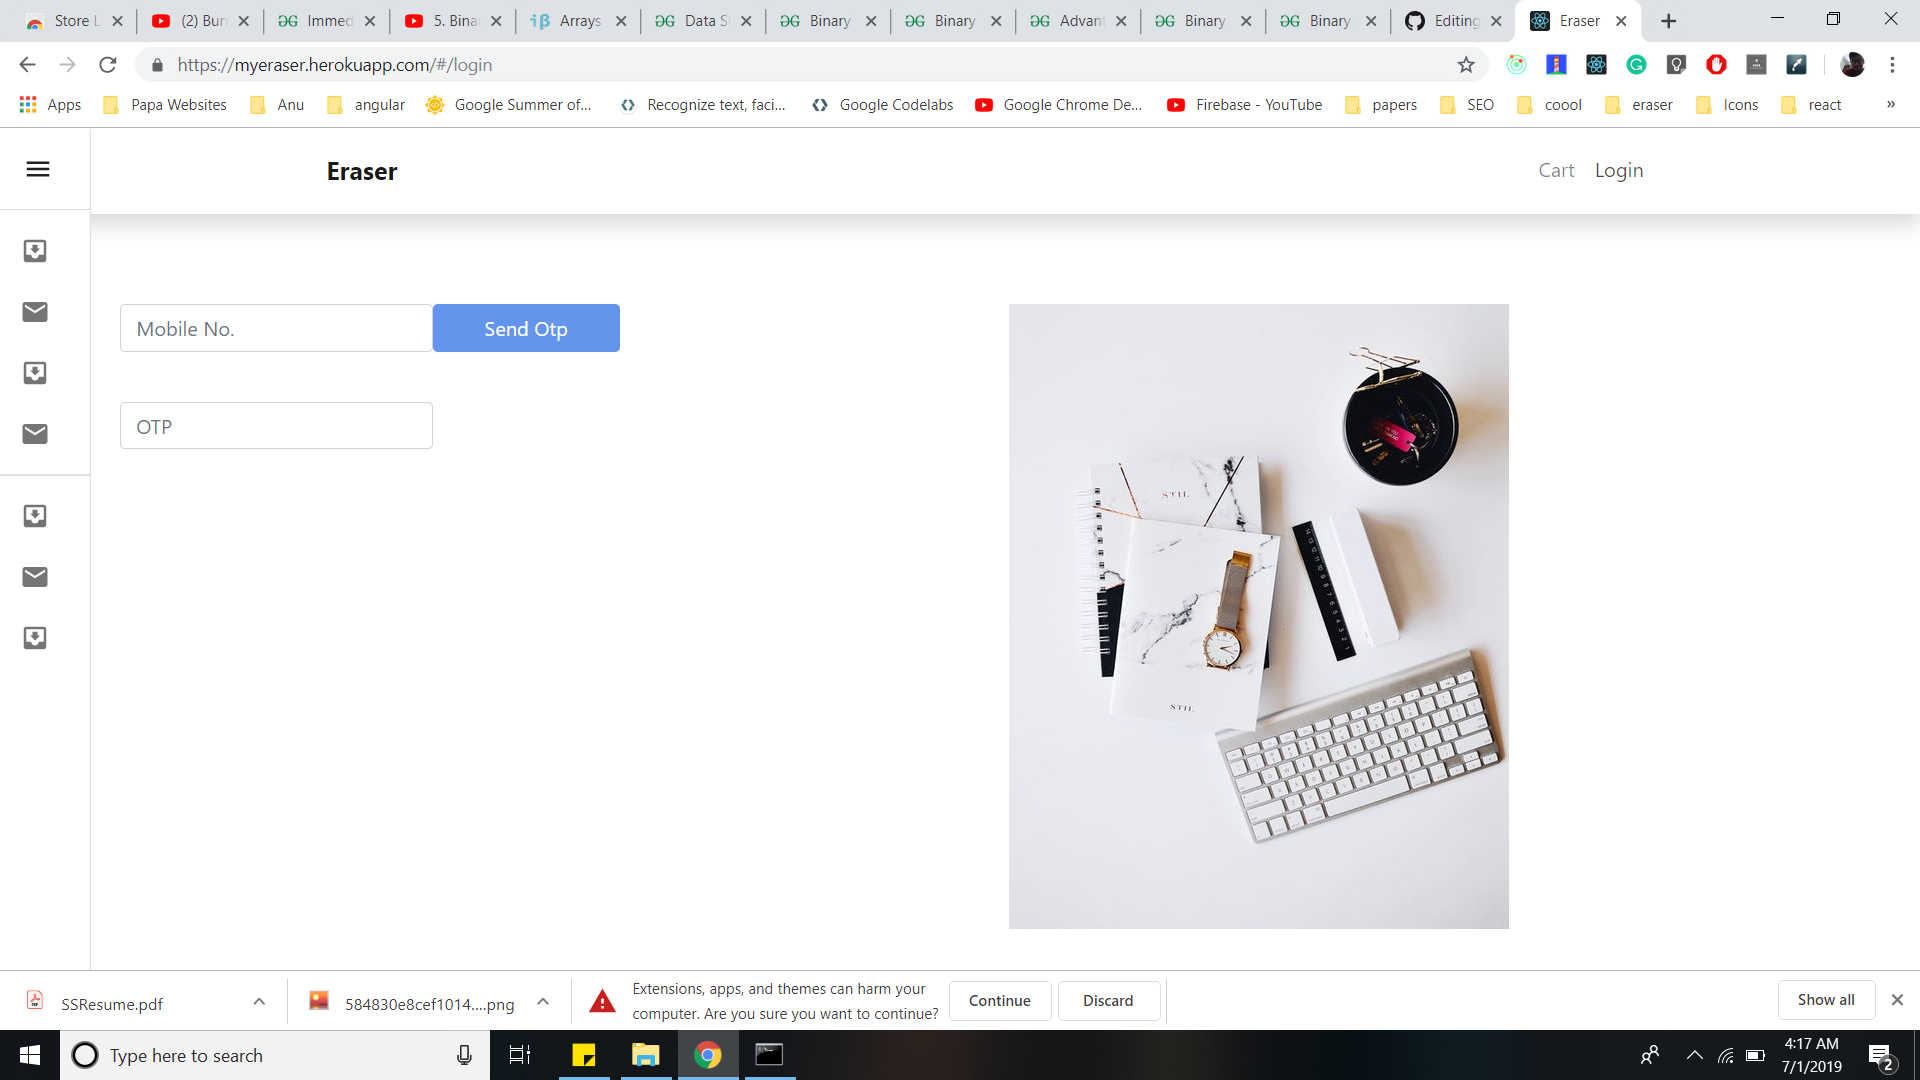 Store L
(2) Bur
Immed
5. Bina
Arrays
Data S
Binary
Binary
Advan
Binary
Binary
Editing
Eraser
https://myeraser.herokuapp.com/#/login
Apps
Papa Websites
Anu
angular
Google Summer of...
Recognize text, faci...
Google Codelabs
Google Chrome De...
Firebase - YouTube
papers
SEO
coool
eraser
Icons
react
»
Eraser
Cart
Login
Mobile No.
Send Otp
OTP
STIL
STIL
SSResume.pdf
584830e8cef1014....png
Extensions, apps, and themes can harm your
computer. Are you sure you want to continue?
Continue
Discard
Show all
Type here to search
4:17 AM
7/1/2019
2